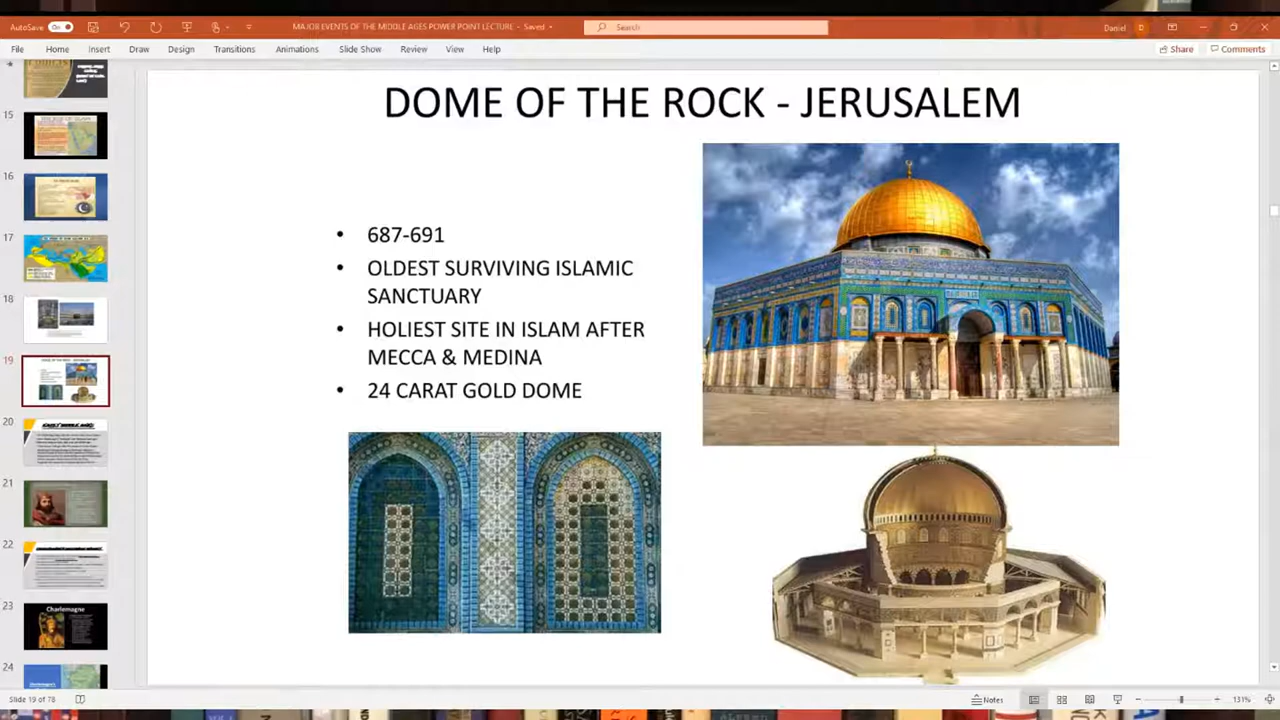 AutoSave On
MAJOR EVENTS OF THE MIDDLE AGES POWER POINT LECTURE - Saved
Search
Daniel D
File Home Insert Draw Design Transitions Animations Slide Show Review View Help
Share Comments
15
16
17
18
19
20
21
22
23
Charlemagne
24
DOME OF THE ROCK - JERUSALEM
• 687-691
• OLDEST SURVIVING ISLAMIC
SANCTUARY
• HOLIEST SITE IN ISLAM AFTER
MECCA & MEDINA
• 24 CARAT GOLD DOME
Slide 19 of 78
Notes
131%